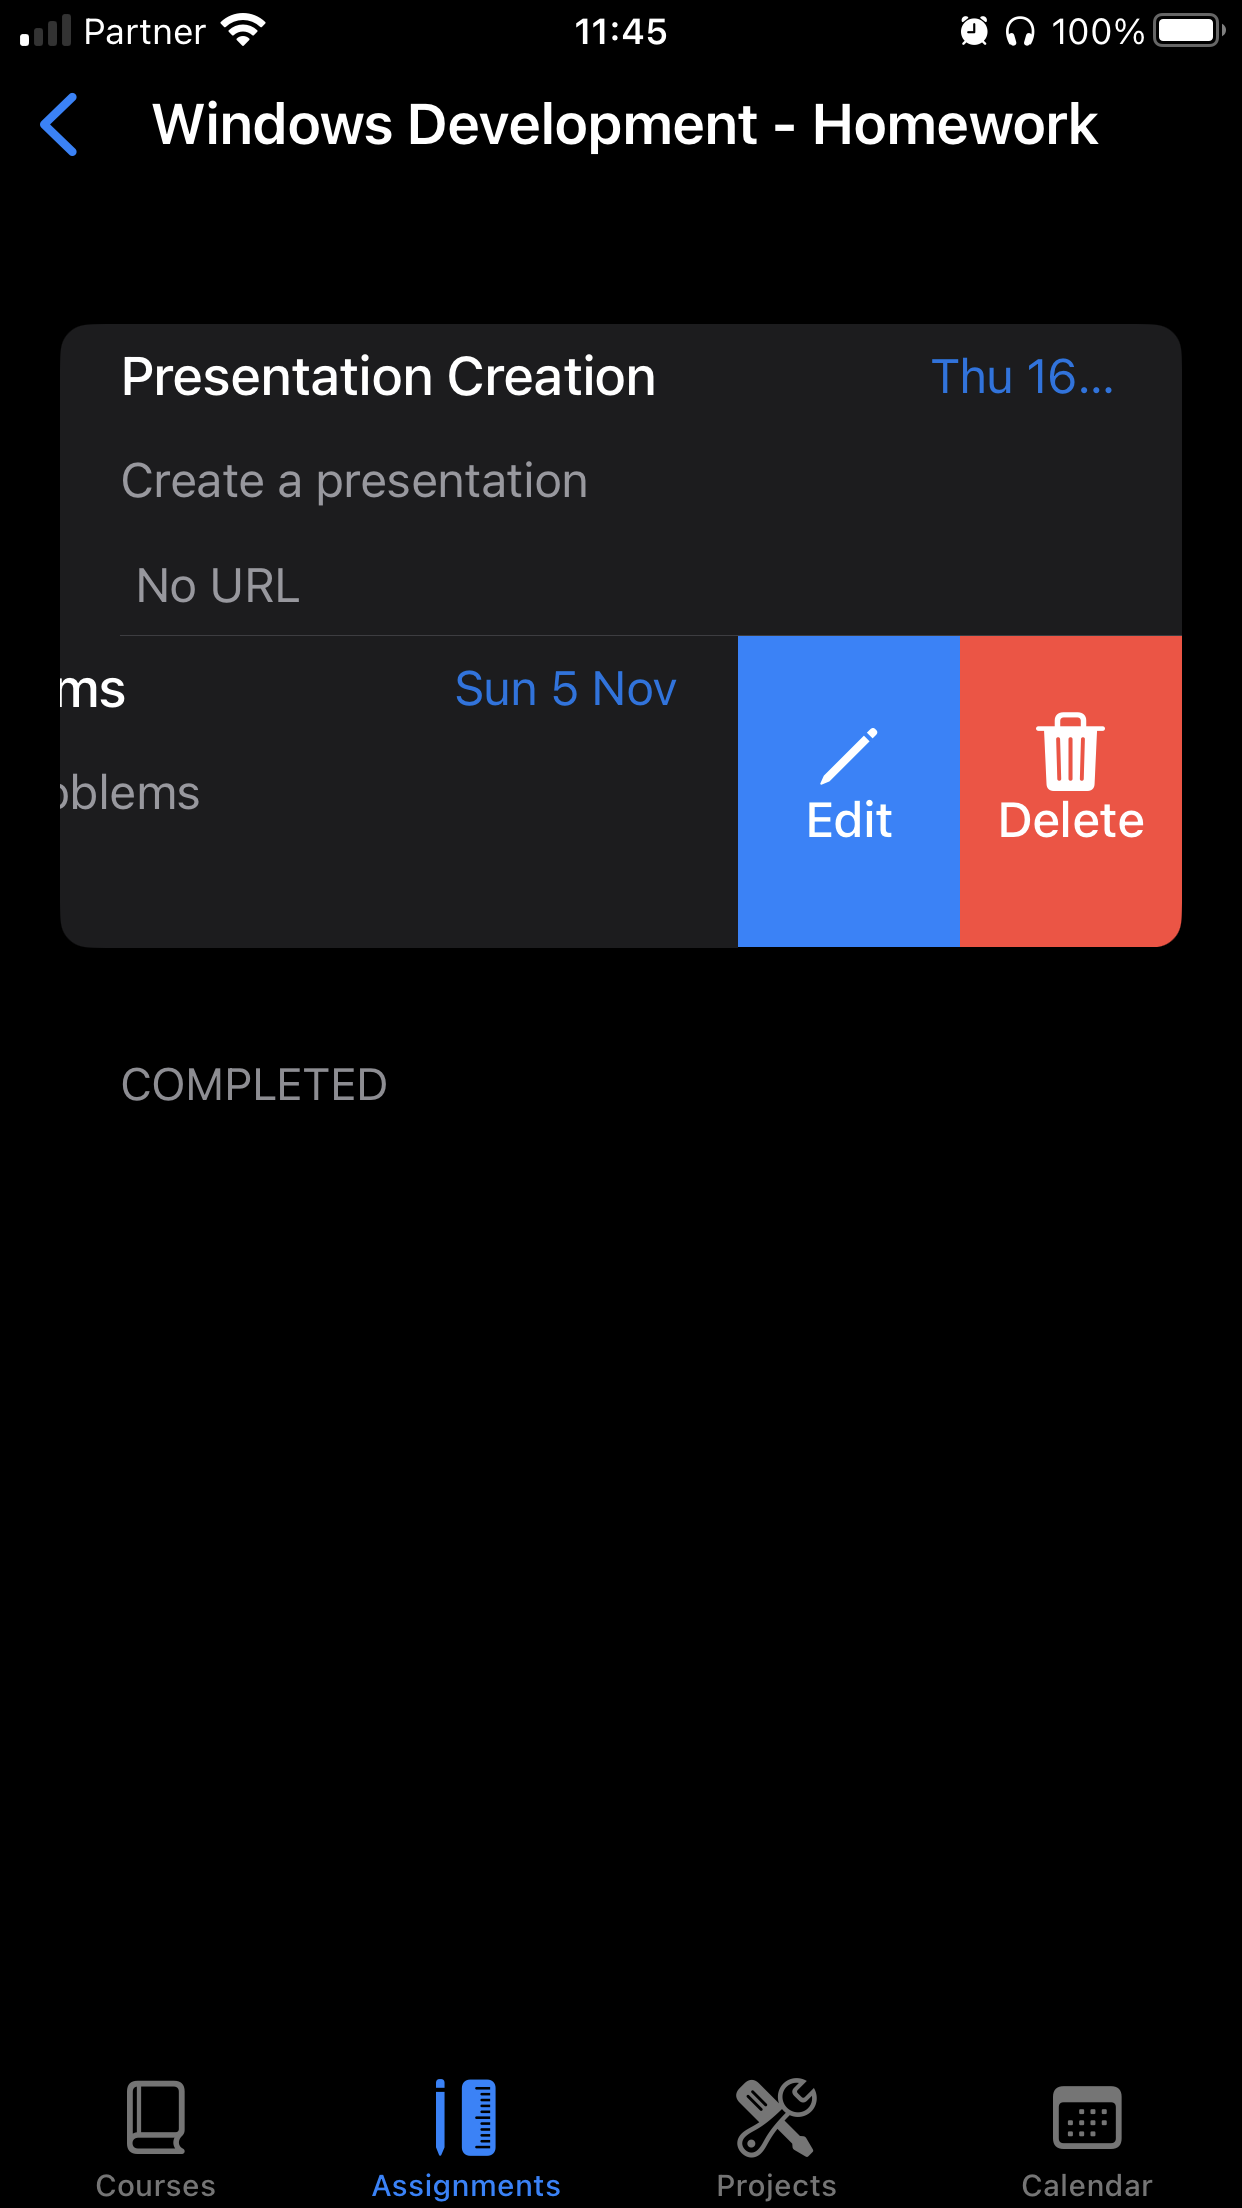 Partner 11:45 100%
Windows Development - Homework
Presentation Creation Thu 16...
Create a presentation
No URL
ms Sun 5 Nov
oblems
Edit Delete
COMPLETED
Courses Assignments Projects Calendar